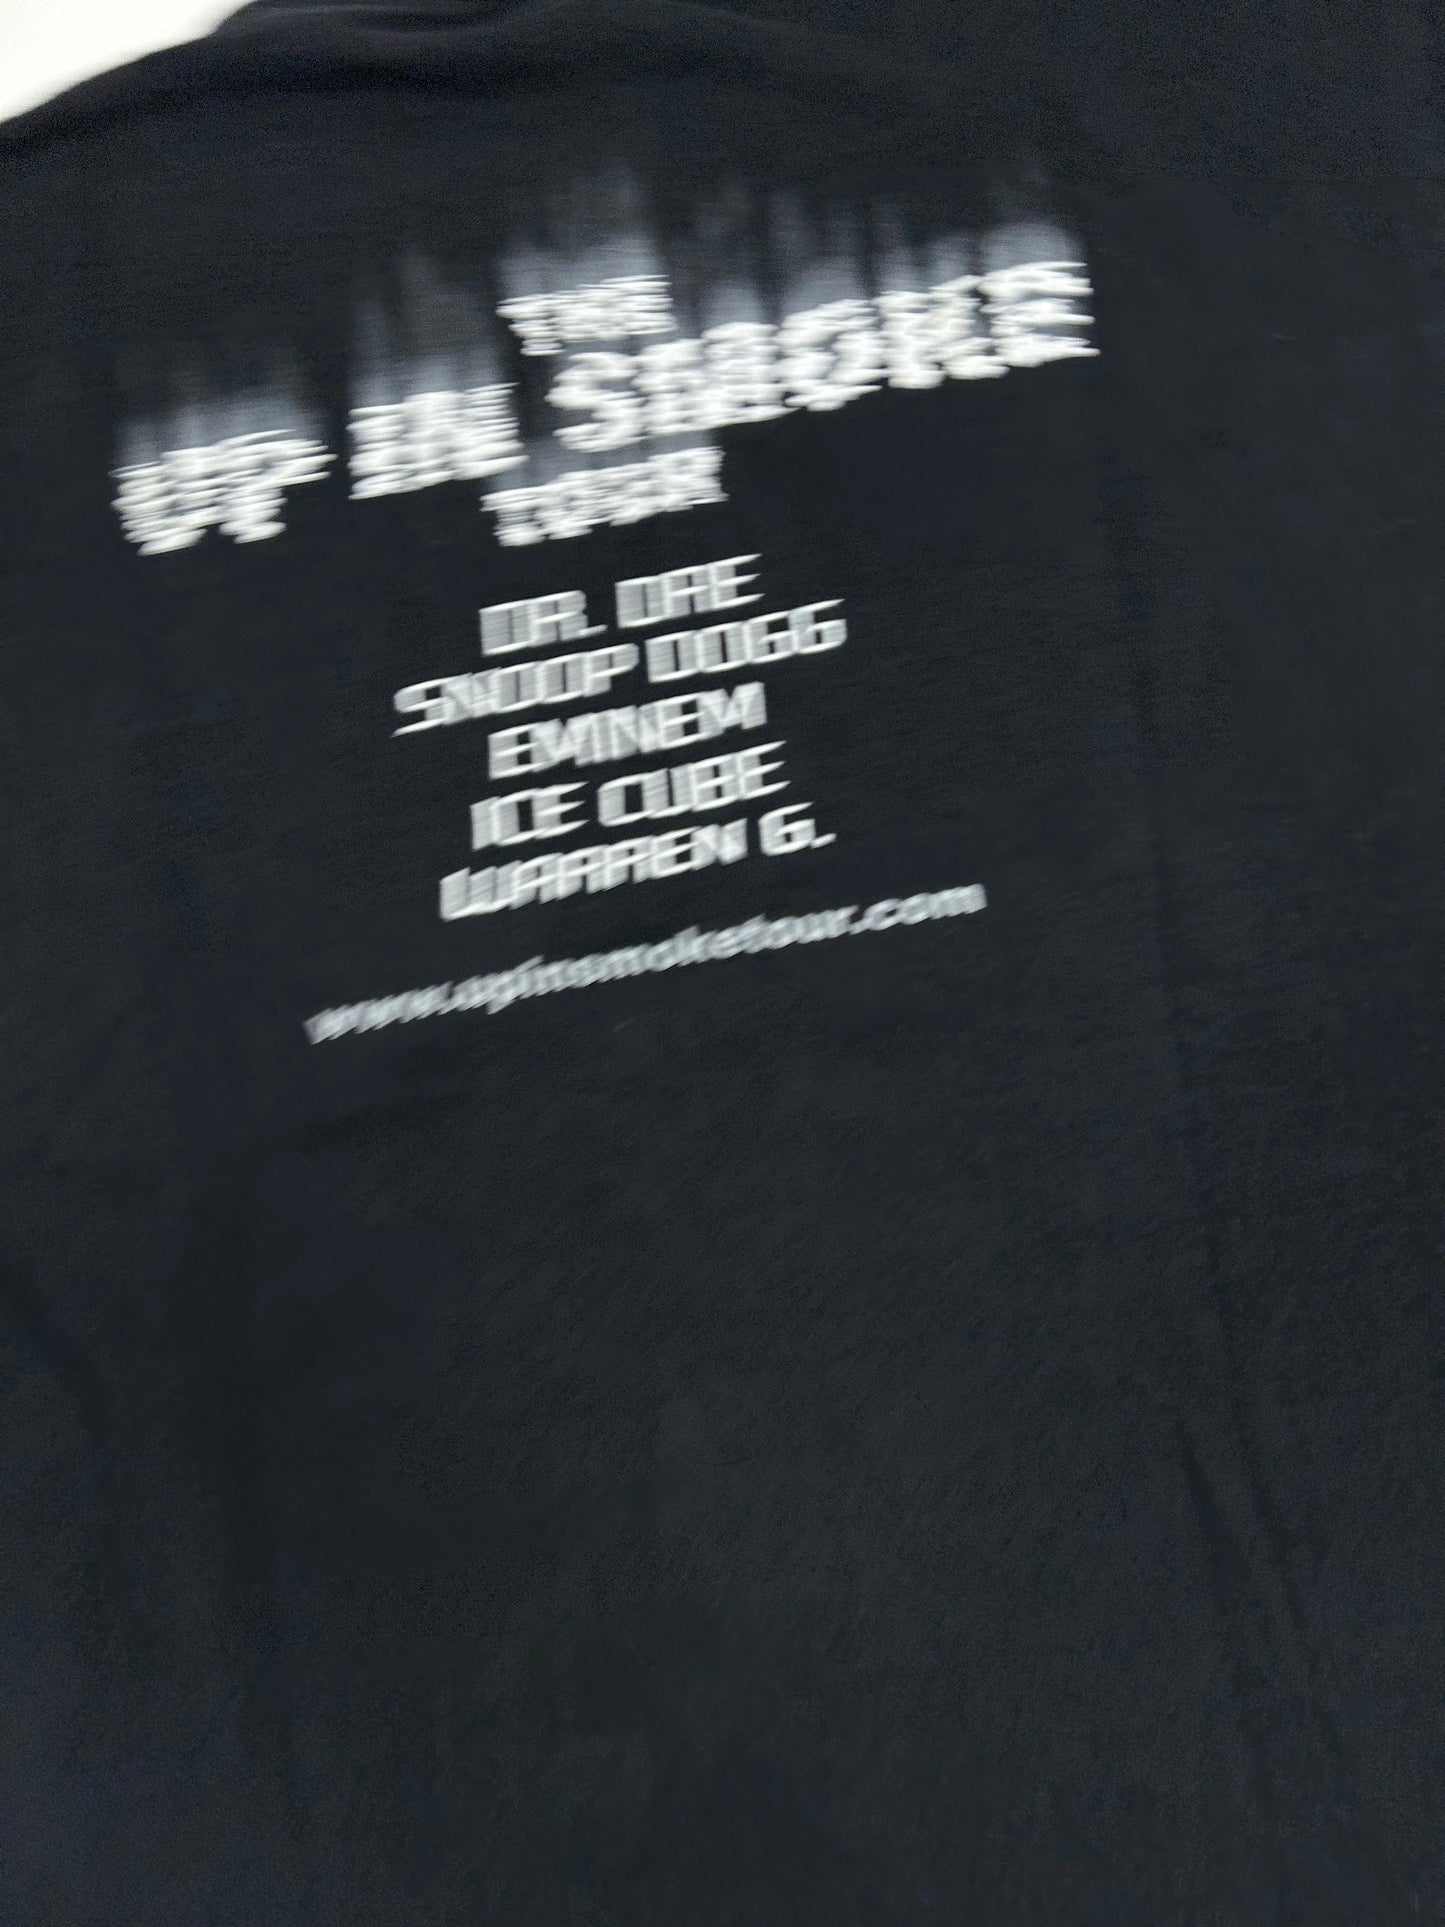 THE
UP IN SMOKE
TOUR
DR. DRE
SNOOP DOGG
EMINEM
ICE CUBE
WARREN G.
www.upinsmoketour.com